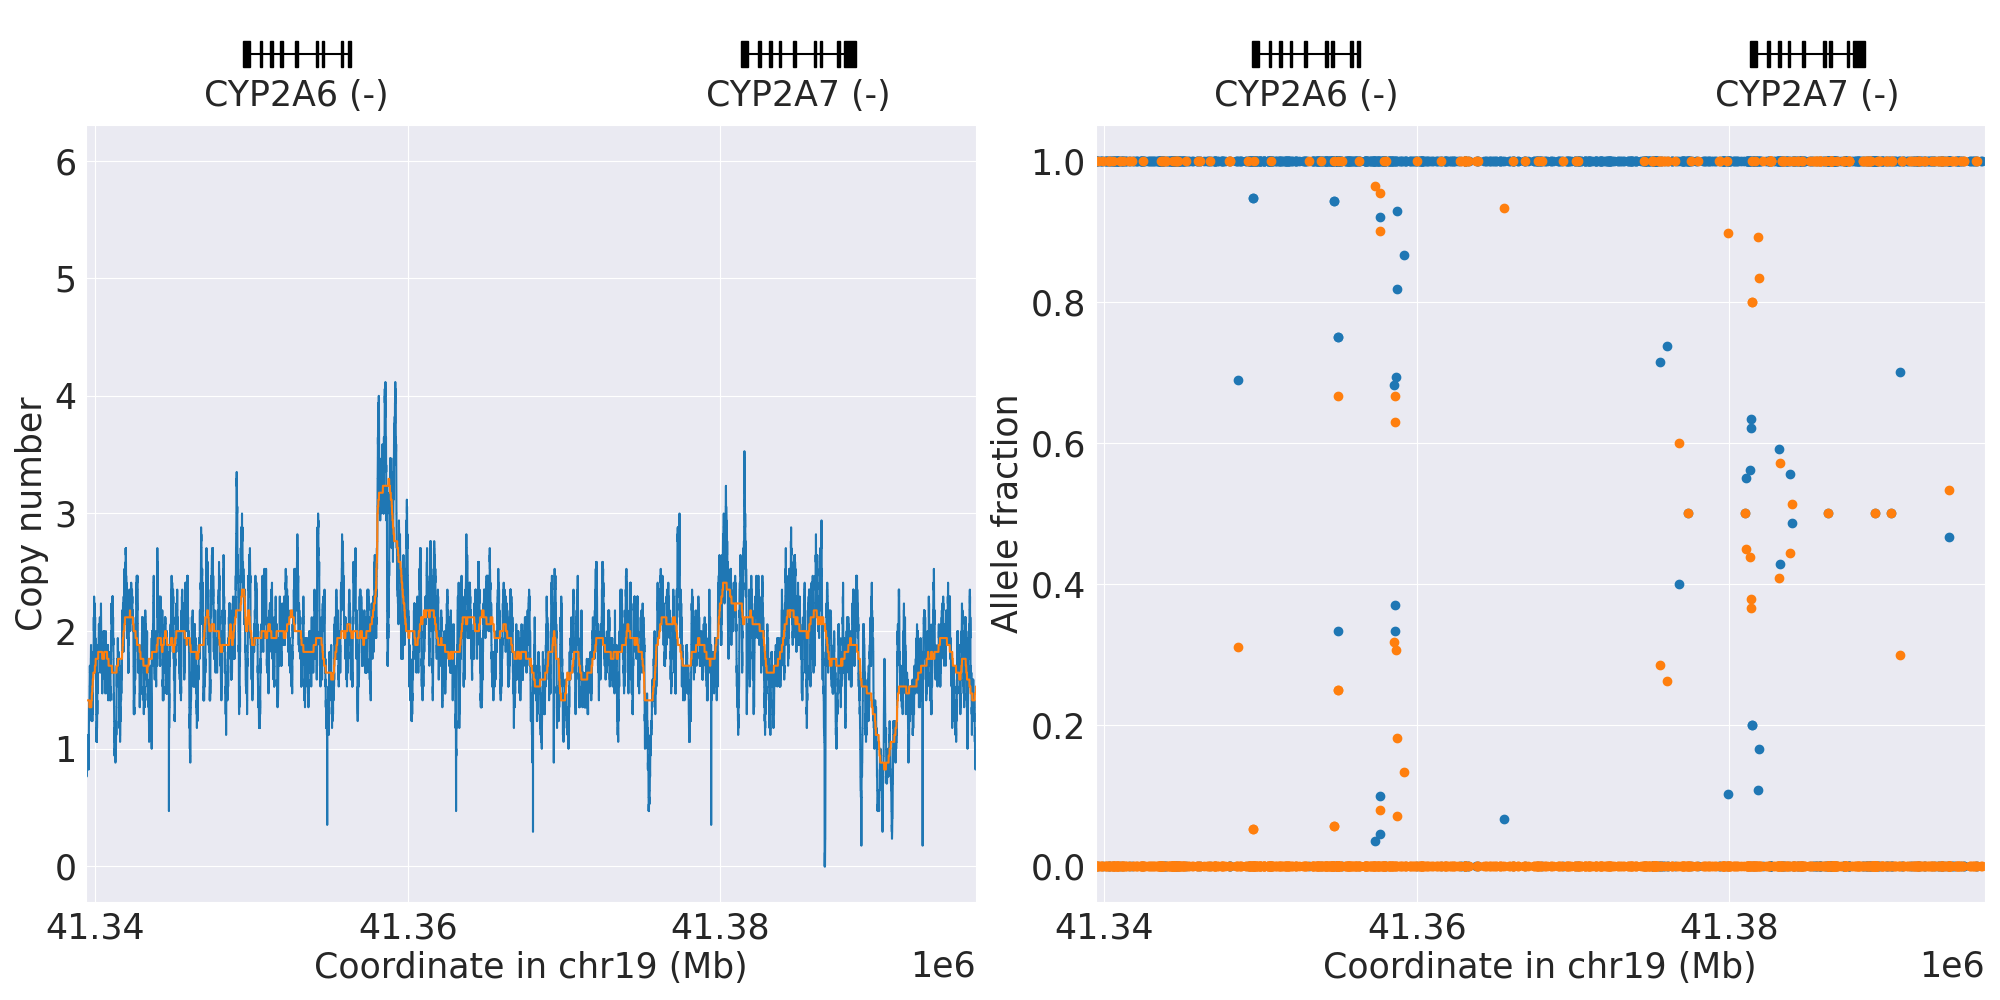 CYP2A6 (-)
CYP2A7 (-)
6
5
4
3
2
1
0
Copy number
41.34
41.36
41.38
Coordinate in chr19 (Mb)
1e6
CYP2A6 (-)
CYP2A7 (-)
1.0
0.8
0.6
0.4
0.2
0.0
Allele fraction
41.34
41.36
41.38
Coordinate in chr19 (Mb)
1e6